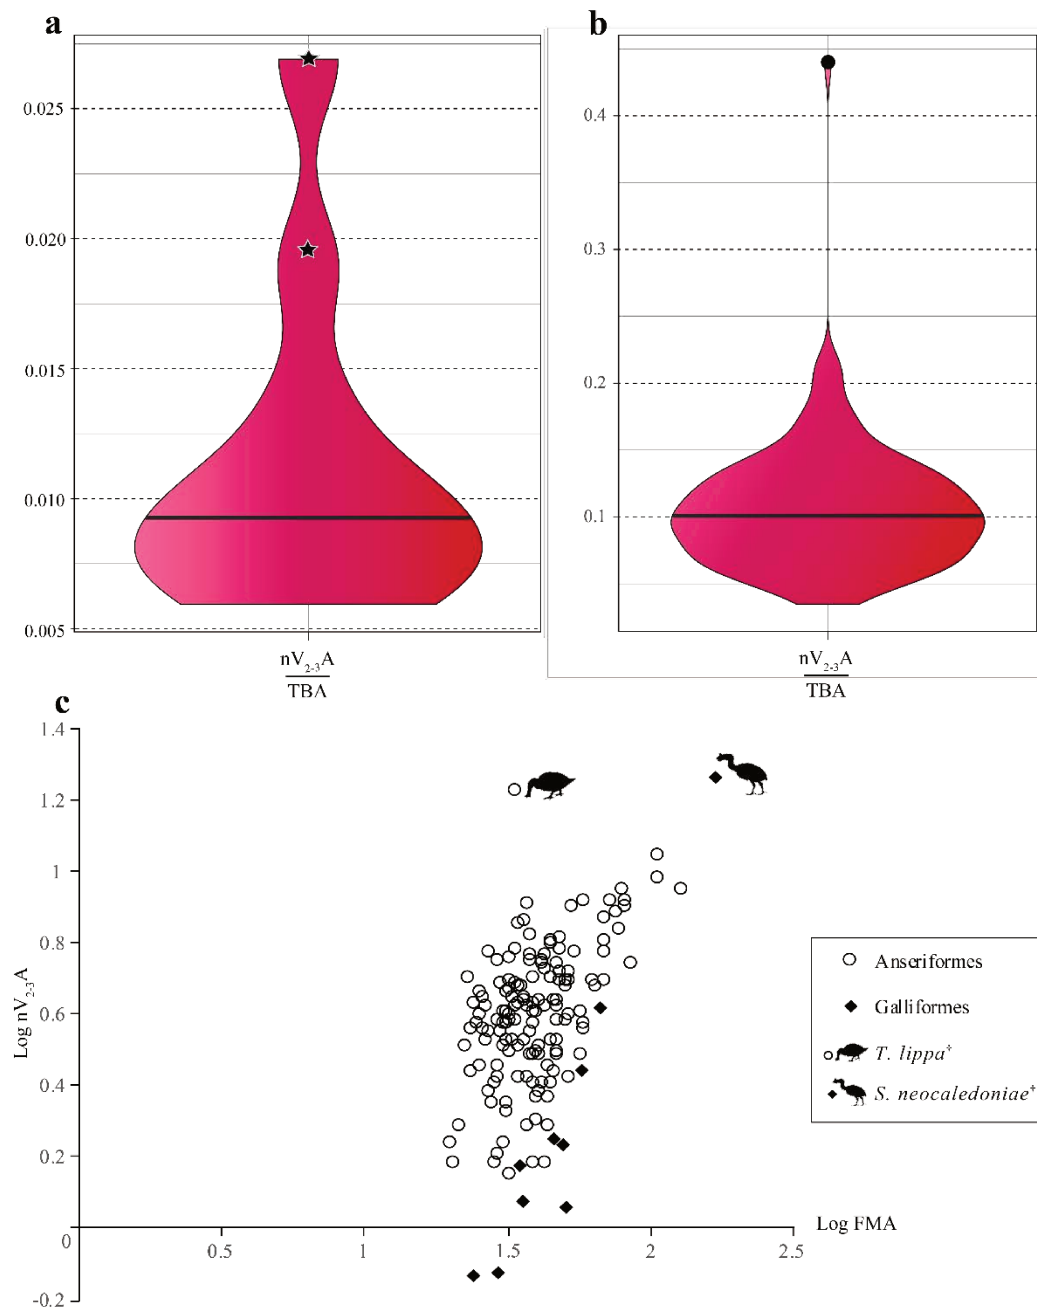 a
0.025
0.020
0.015
0.010
0.005
nV2-3A
TBA
b
0.4
0.3
0.2
0.1
nV2-3A
TBA
c
1.4
1.2
1
0.8
0.6
0.4
0.2
0
-0.2
Log nV2-3A
0.5
1
1.5
2
2.5
Log FMA
Anseriformes
Galliformes
T. lippa†
S. neocaledoniae†